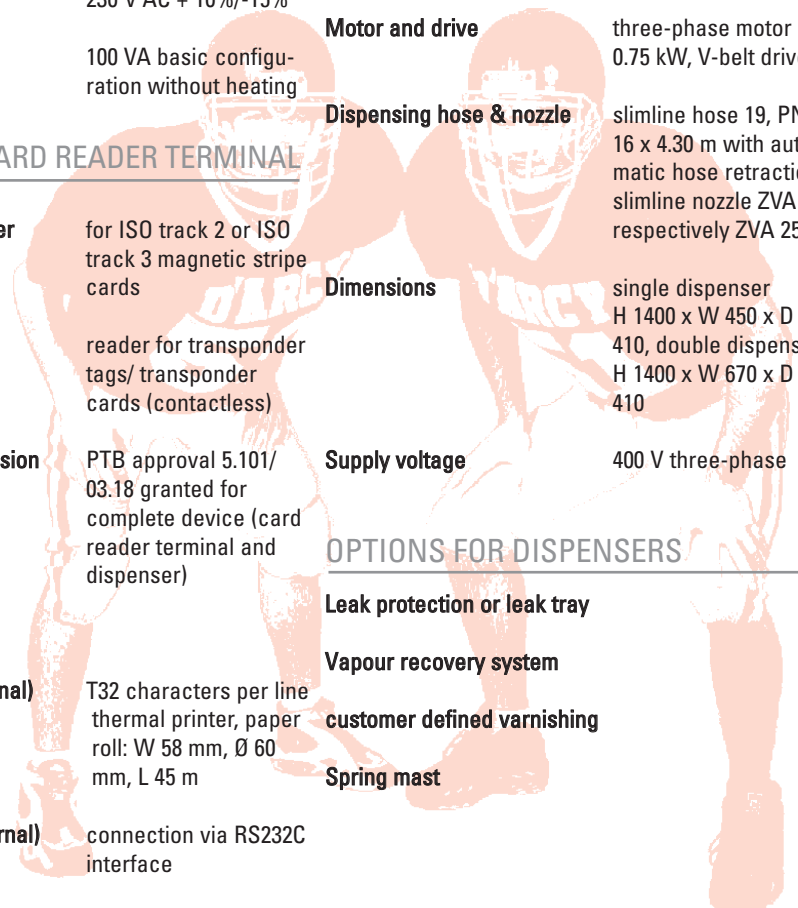 230 V AC + 10%/-15%
100 VA basic configu-
ration without heating
ARD READER TERMINAL
er for ISO track 2 or ISO
track 3 magnetic stripe
cards
reader for transponder
tags/ transponder
cards (contactless)
sion PTB approval 5.101/
03.18 granted for
complete device (card
reader terminal and
dispenser)
nal) T32 characters per line
thermal printer, paper
roll: W 58 mm, Ø 60
mm, L 45 m
rnal) connection via RS232C
interface
Motor and drive three-phase motor
0.75 kW, V-belt drive
Dispensing hose & nozzle slimline hose 19, PN
16 x 4.30 m with aut
matic hose retractio
slimline nozzle ZVA
respectively ZVA 25
Dimensions single dispenser
H 1400 x W 450 x D
410, double dispens
H 1400 x W 670 x D
410
Supply voltage 400 V three-phase
OPTIONS FOR DISPENSERS
Leak protection or leak tray
Vapour recovery system
customer defined varnishing
Spring mast
D'ARC
D'ARCY